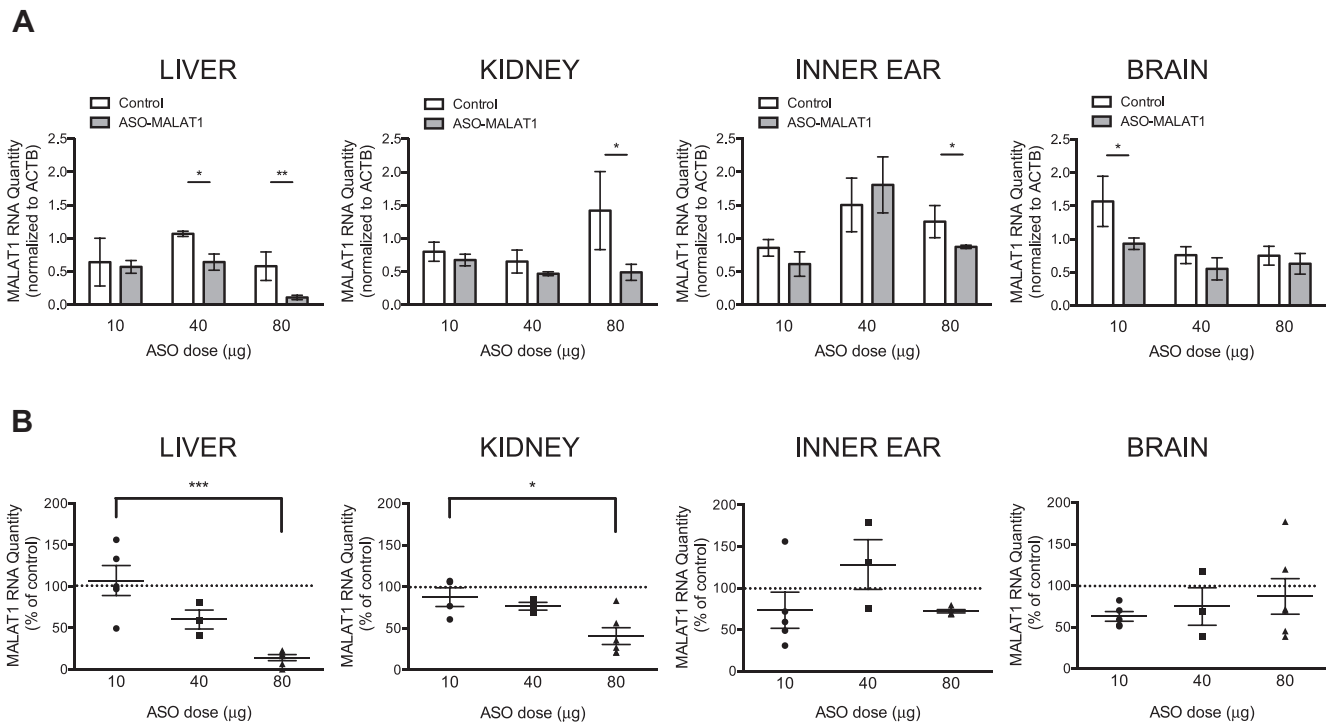 A
LIVER
Control
ASO-MALAT1
MALAT1 RNA Quantity
(normalized to ACTB)
2.5
2.0
1.5
1.0
0.5
0.0
*
**
10 40 80
ASO dose (μg)
KIDNEY
Control
ASO-MALAT1
MALAT1 RNA Quantity
(normalized to ACTB)
2.5
2.0
1.5
1.0
0.5
0.0
*
10 40 80
ASO dose (μg)
INNER EAR
Control
ASO-MALAT1
MALAT1 RNA Quantity
(normalized to ACTB)
2.5
2.0
1.5
1.0
0.5
0.0
*
10 40 80
ASO dose (μg)
BRAIN
Control
ASO-MALAT1
MALAT1 RNA Quantity
(normalized to ACTB)
2.5
2.0
1.5
1.0
0.5
0.0
*
10 40 80
ASO dose (μg)
B
LIVER
MALAT1 RNA Quantity
(% of control)
200
150
100
50
0
***
10 40 80
ASO dose (μg)
KIDNEY
MALAT1 RNA Quantity
(% of control)
200
150
100
50
0
*
10 40 80
ASO dose (μg)
INNER EAR
MALAT1 RNA Quantity
(% of control)
200
150
100
50
0
10 40 80
ASO dose (μg)
BRAIN
MALAT1 RNA Quantity
(% of control)
200
150
100
50
0
10 40 80
ASO dose (μg)